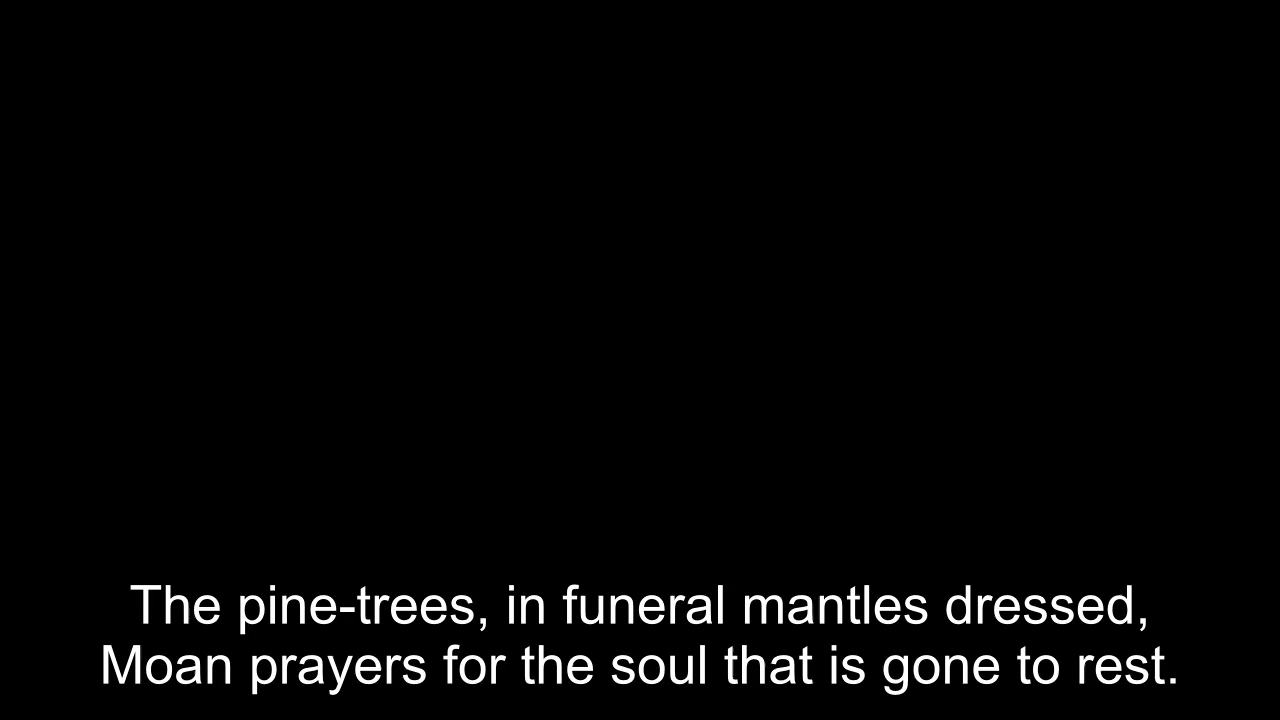 The pine-trees, in funeral mantles dressed,
Moan prayers for the soul that is gone to rest.